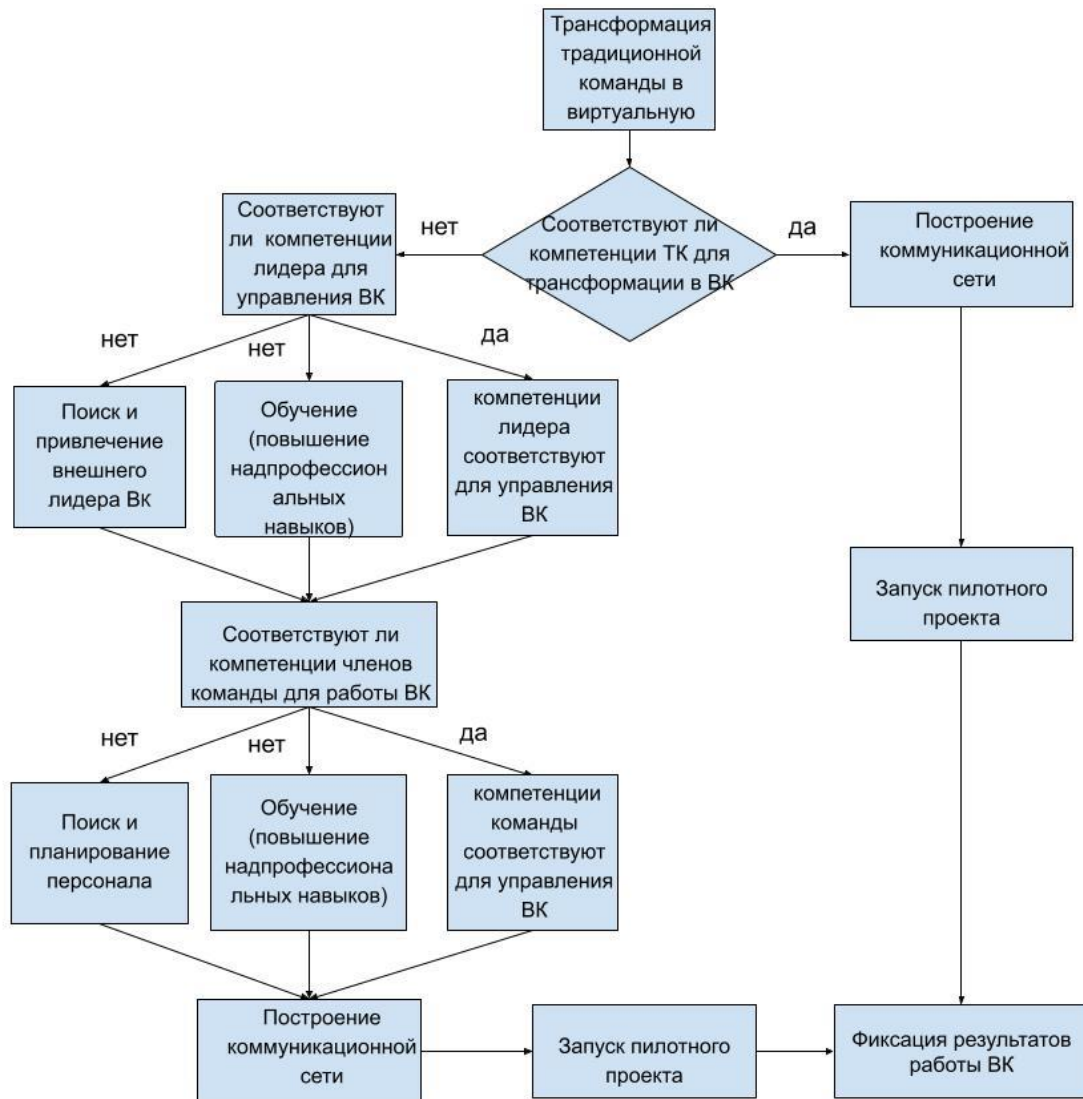 Трансформация
традиционной
команды в
виртуальную
Соответствуют ли
компетенции ТК для
трансформации в ВК
нет
да
Соответствуют
ли компетенции
лидера для
управления ВК
Построение
коммуникационной
сети
нет
нет
да
Поиск и
привлечение
внешнего
лидера ВК
Обучение
(повышение
надпрофессион
альных
навыков)
компетенции
лидера
соответствуют
для управления
ВК
Запуск пилотного
проекта
Соответствуют ли
компетенции членов
команды для работы ВК
нет
нет
да
Поиск и
планирование
персонала
Обучение
(повышение
надпрофессиона
льных навыков)
компетенции
команды
соответствуют
для управления
ВК
Построение
коммуникационной
сети
Запуск пилотного
проекта
Фиксация результатов
работы ВК